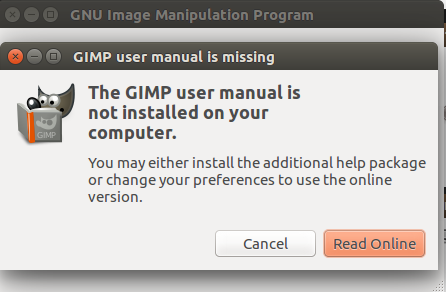 GNU Image Manipulation Program
GIMP user manual is missing
The GIMP user manual is
not installed on your
computer.
GIMP
You may either install the additional help package
or change your preferences to use the online
version.
Cancel
Read Online